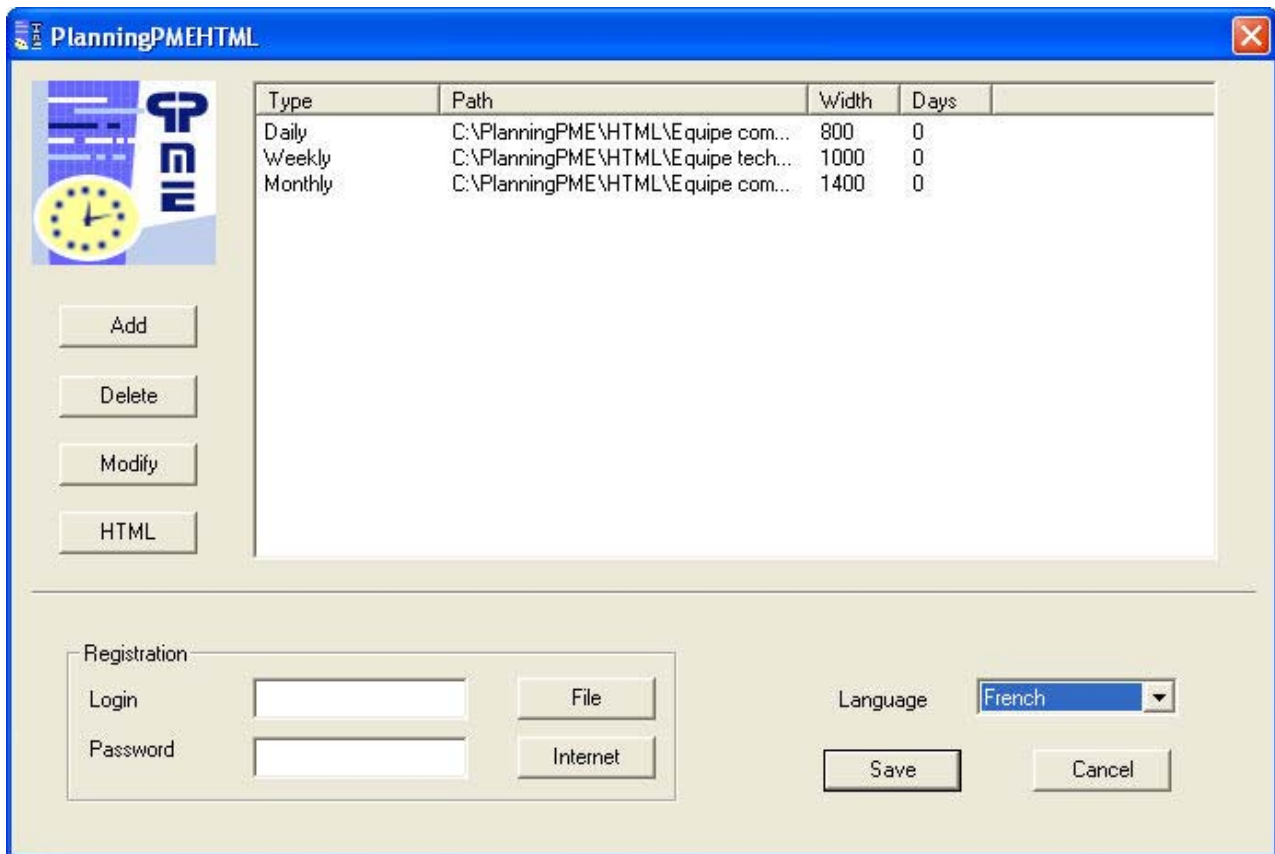 PlanningPMEHTML
PME
Type Path Width Days
Daily C:\PlanningPME\HTML\Equipe com... 800 0
Weekly C:\PlanningPME\HTML\Equipe tech... 1000 0
Monthly C:\PlanningPME\HTML\Equipe com... 1400 0
Add
Delete
Modify
HTML
Registration
Login File
Password Internet
Language French
Save Cancel